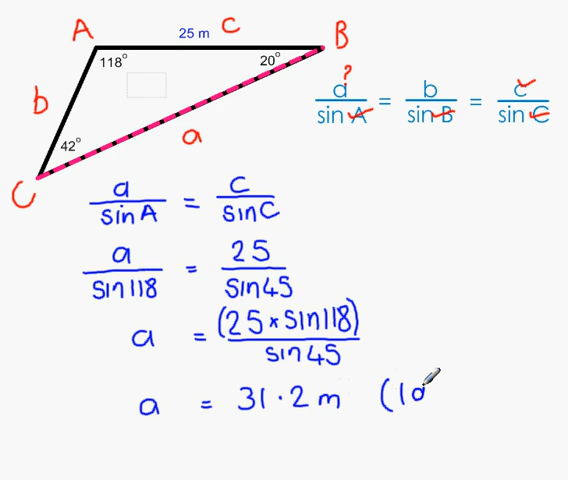 A 25 m c B
118° 20°
b
42° a
C
a? / sin A = b / sin B = c / sin C
a / sin A = c / sin C
a / sin 118 = 25 / sin 45
a = (25 × sin 118) / sin 45
a = 31.2 m (1d